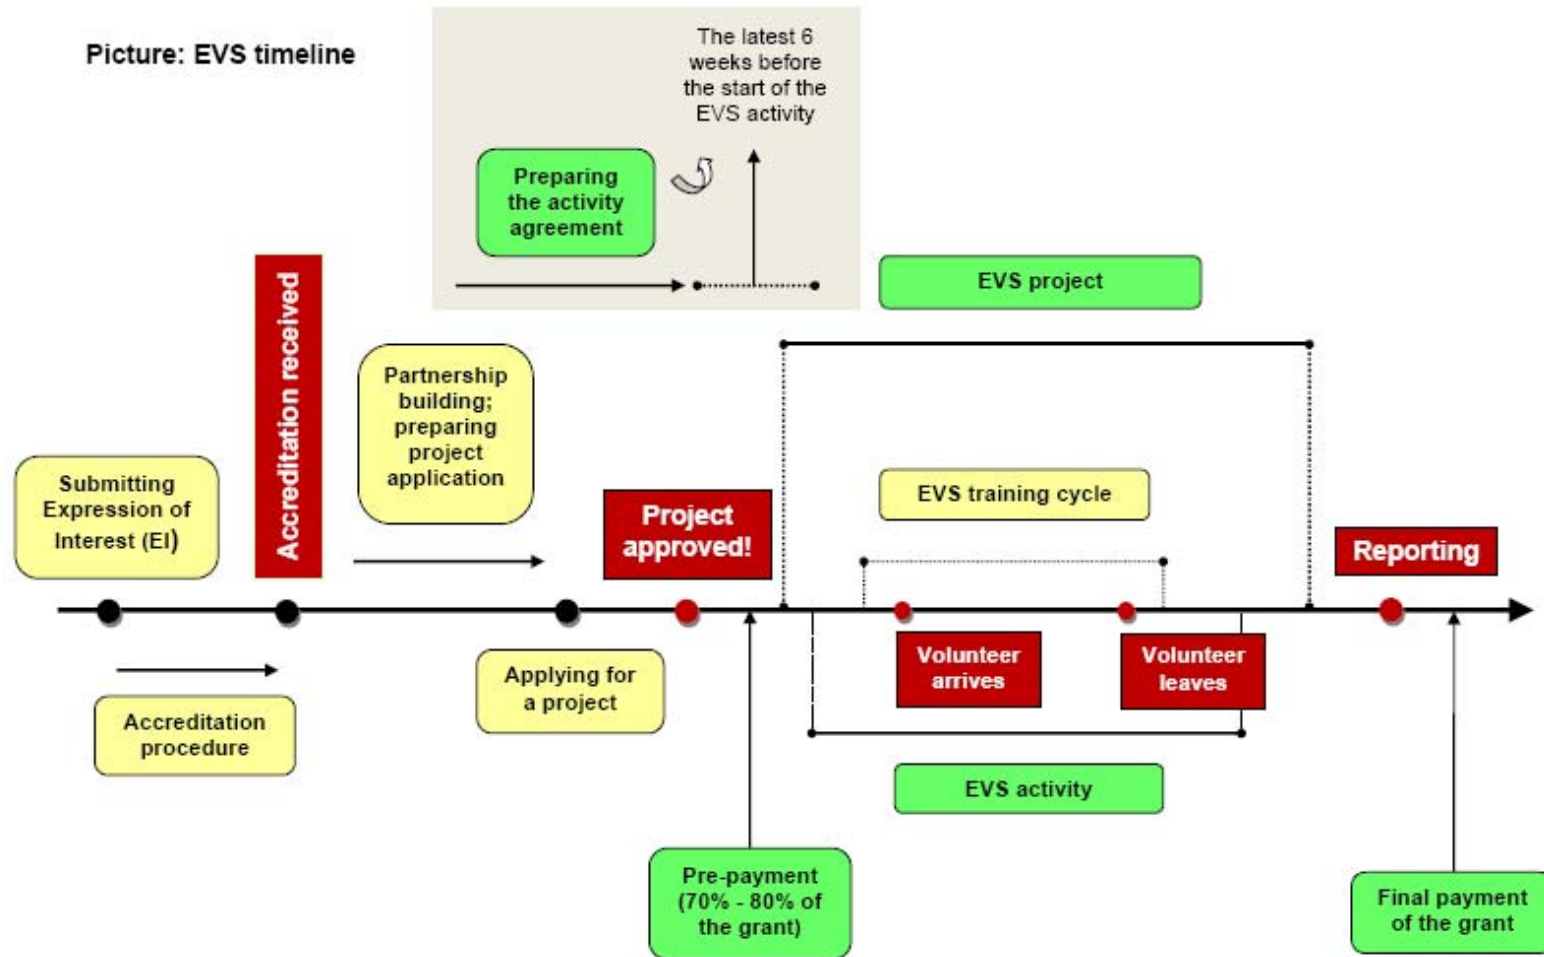 Picture: EVS timeline
The latest 6
weeks before
the start of the
EVS activity
Preparing
the activity
agreement
EVS project
Accreditation received
Partnership
building;
preparing
project
application
Submitting
Expression of
Interest (EI)
Project
approved!
EVS training cycle
Reporting
Accreditation
procedure
Applying for
a project
Volunteer
arrives
Volunteer
leaves
EVS activity
Pre-payment
(70% - 80% of
the grant)
Final payment
of the grant